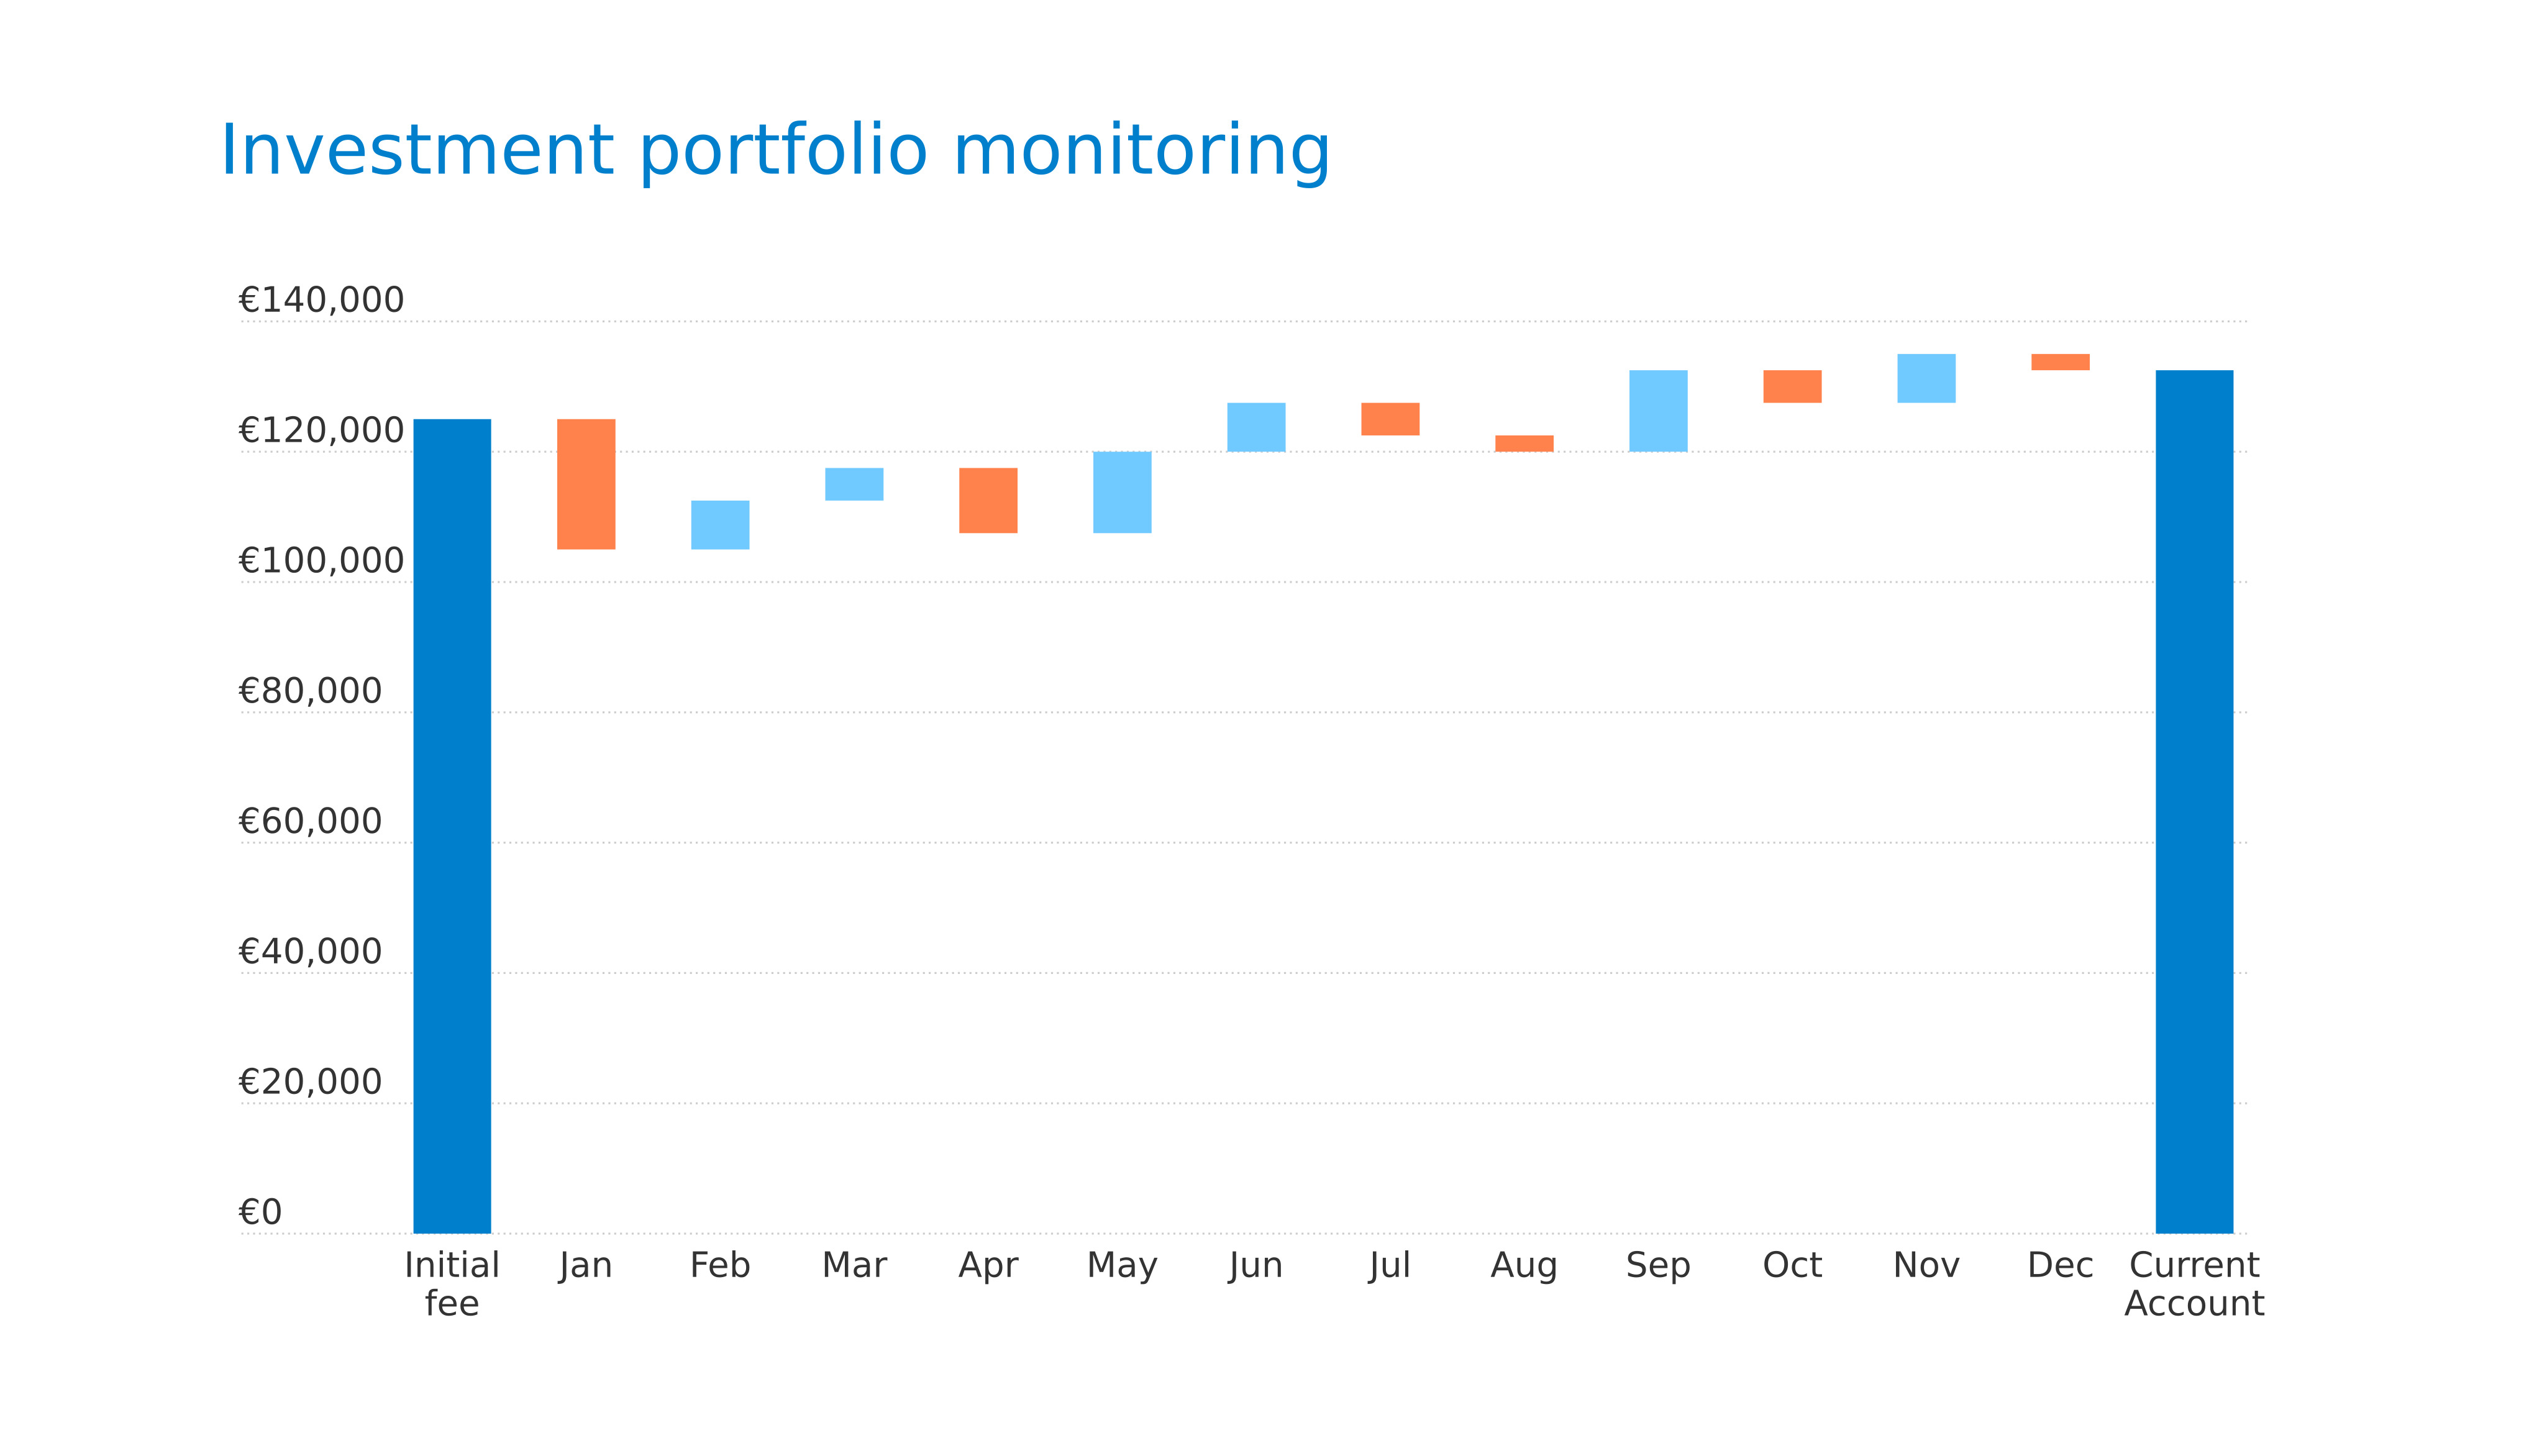 Investment portfolio monitoring
€140,000
€120,000
€100,000
€80,000
€60,000
€40,000
€20,000
€0
Initial fee
Jan
Feb
Mar
Apr
May
Jun
Jul
Aug
Sep
Oct
Nov
Dec
Current Account